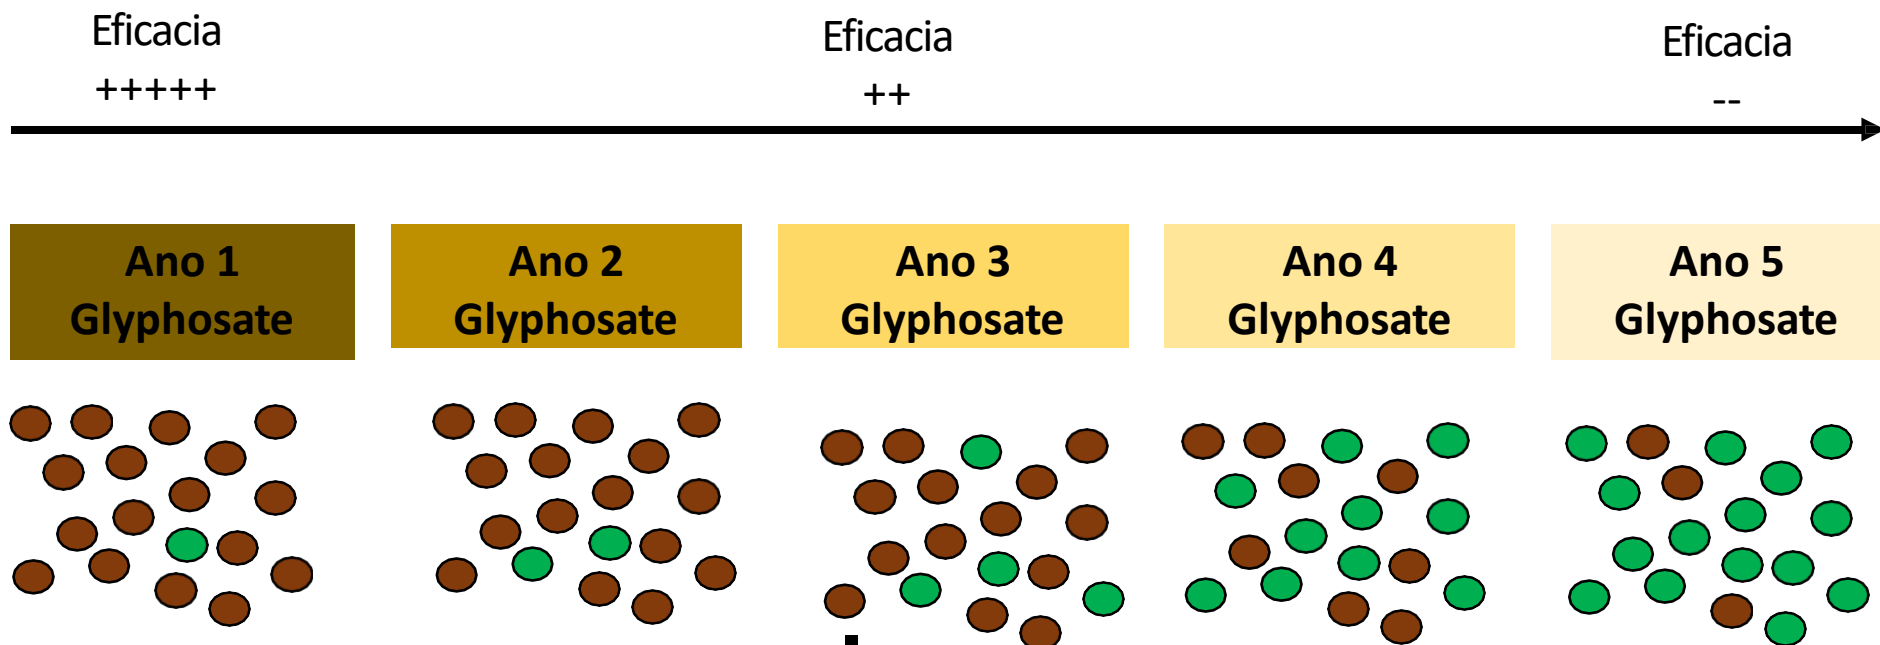 Eficacia
+++++
Eficacia
++
Eficacia
--
Ano 1
Glyphosate
Ano 2
Glyphosate
Ano 3
Glyphosate
Ano 4
Glyphosate
Ano 5
Glyphosate